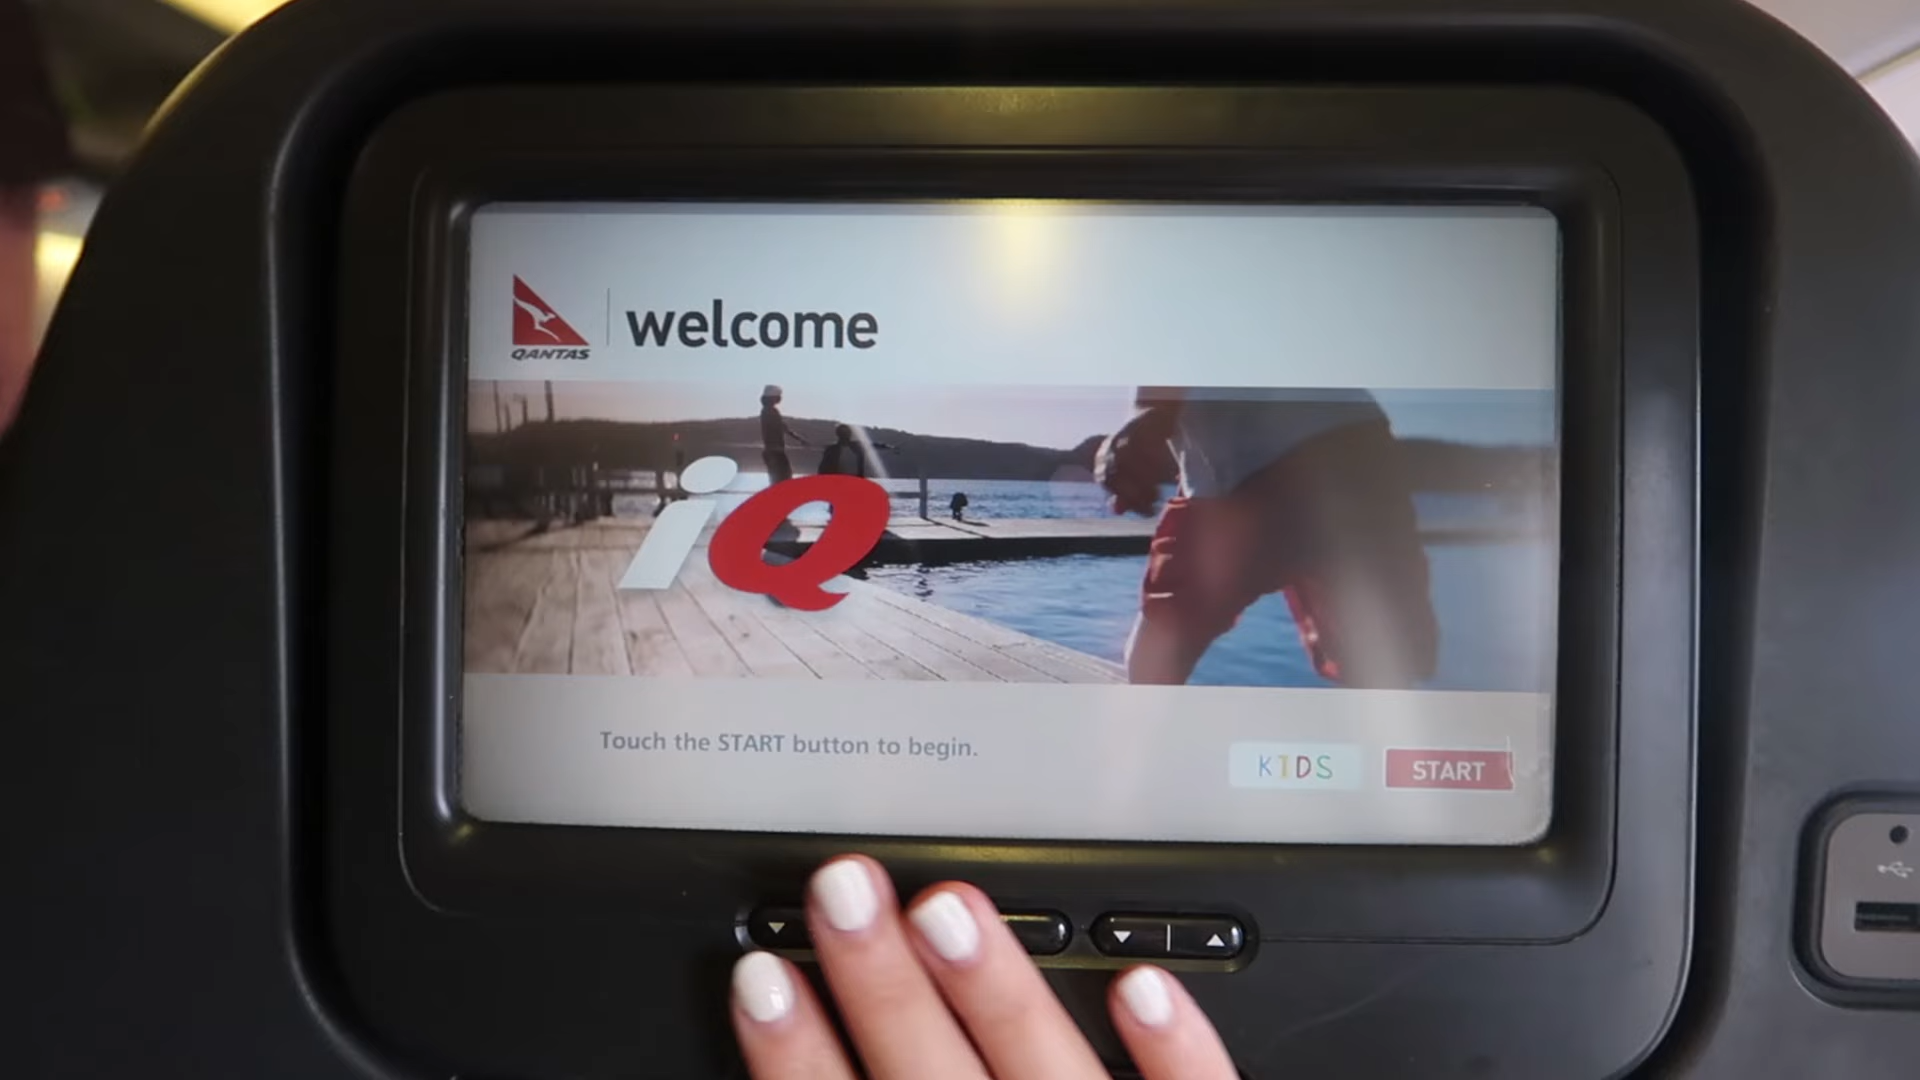 QANTAS
welcome
iQ
Touch the START button to begin.
KIDS
START